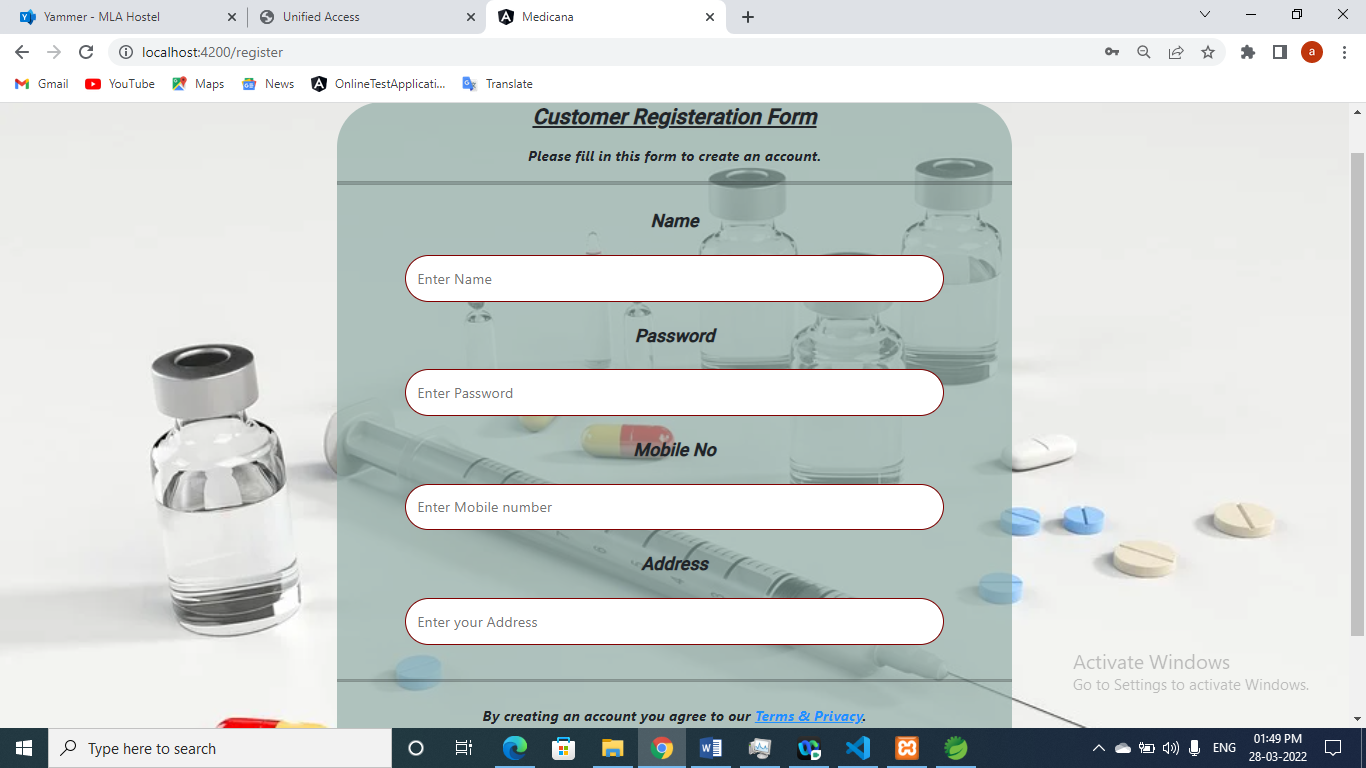 Yammer - MLA Hostel
Unified Access
Medicana
localhost:4200/register
Gmail
YouTube
Maps
News
OnlineTestApplicati...
Translate
Customer Registeration Form
Please fill in this form to create an account.
Name
Enter Name
Password
Enter Password
Mobile No
Enter Mobile number
Address
Enter your Address
By creating an account you agree to our Terms & Privacy.
Activate Windows
Go to Settings to activate Windows.
Type here to search
ENG
01:49 PM
28-03-2022